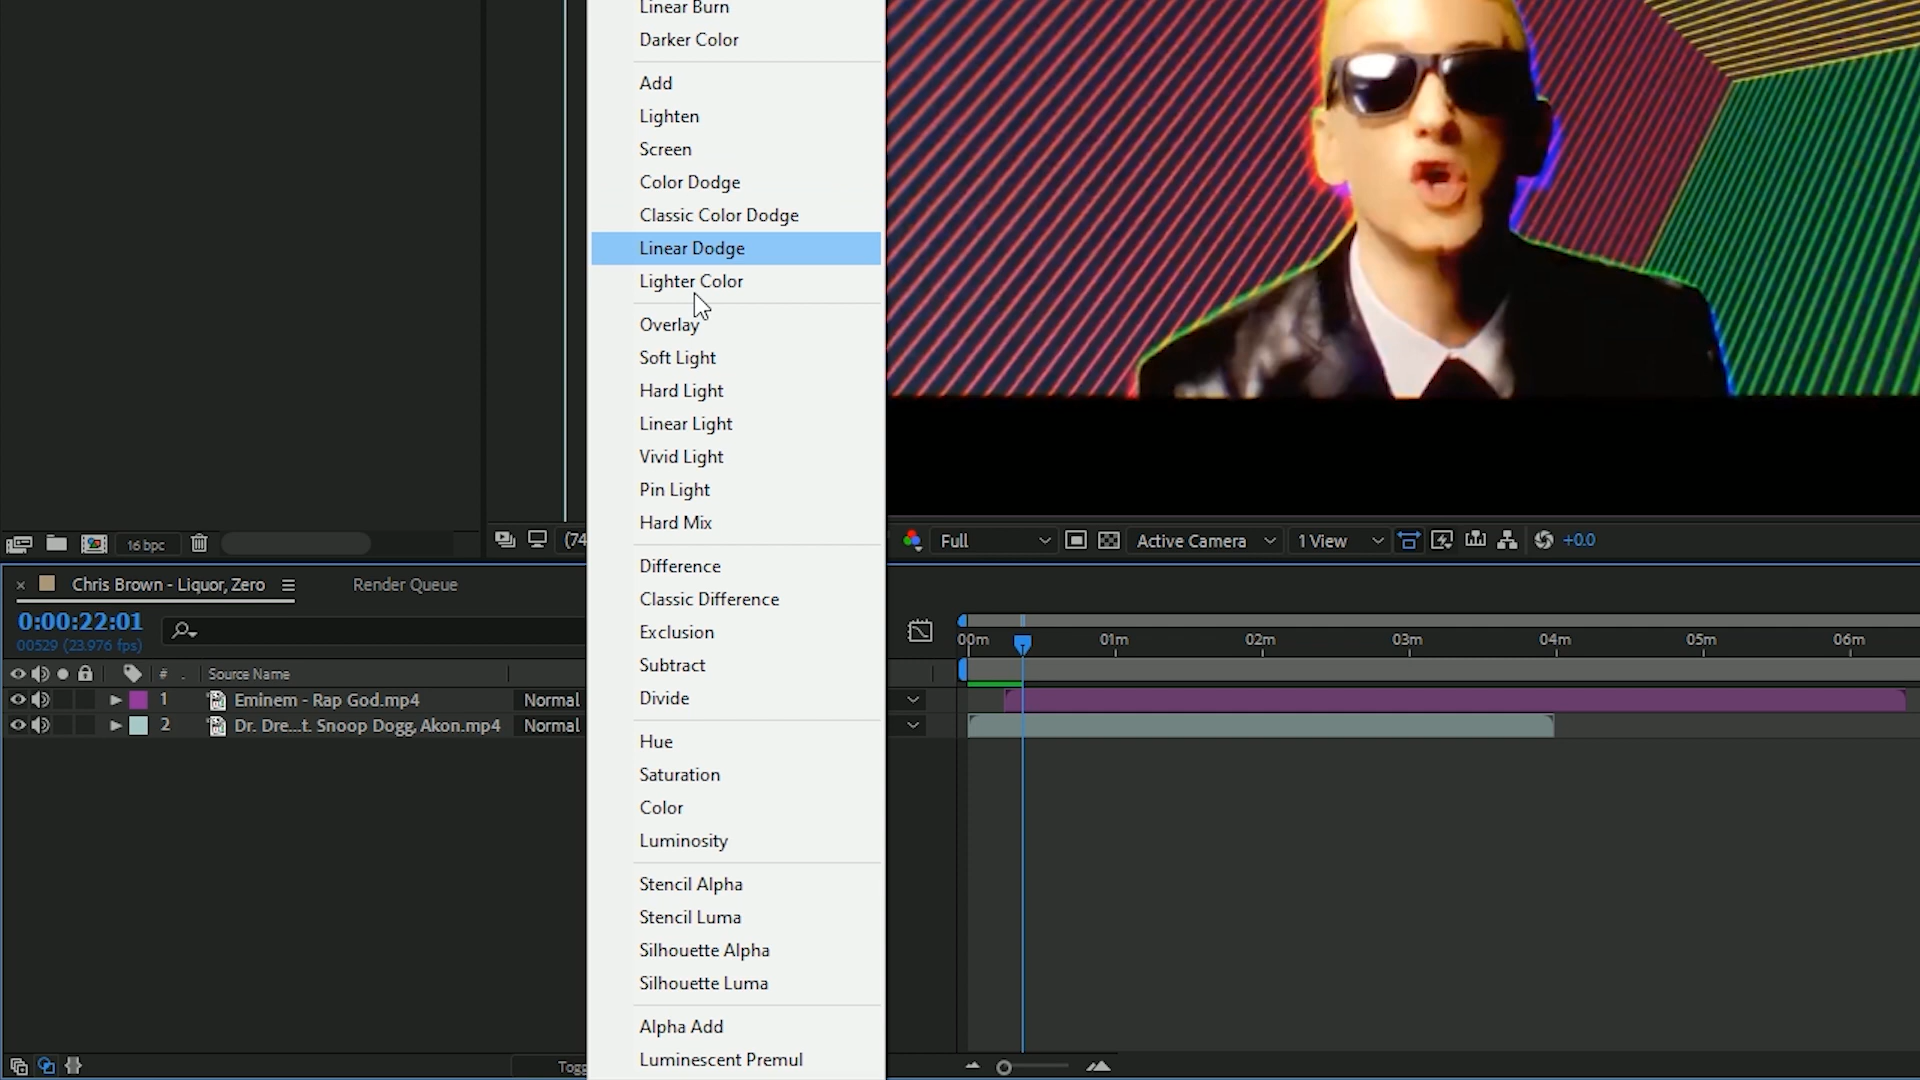 Linear Burn
Darker Color
Add
Lighten
Screen
Color Dodge
Classic Color Dodge
Linear Dodge
Lighter Color
Overlay
Soft Light
Hard Light
Linear Light
Vivid Light
Pin Light
Hard Mix
Difference
Classic Difference
Exclusion
Subtract
Divide
Hue
Saturation
Color
Luminosity
Stencil Alpha
Stencil Luma
Silhouette Alpha
Silhouette Luma
Alpha Add
Luminescent Premul
16 bpc
(74
Full
Active Camera
1 View
+0.0
Chris Brown - Liquor, Zero
Render Queue
0:00:22:01
00529 (23.976 fps)
# . Source Name
1 Eminem - Rap God.mp4 Normal
2 Dr. Dre...t. Snoop Dogg, Akon.mp4 Normal
00m 01m 02m 03m 04m 05m 06m
Togg